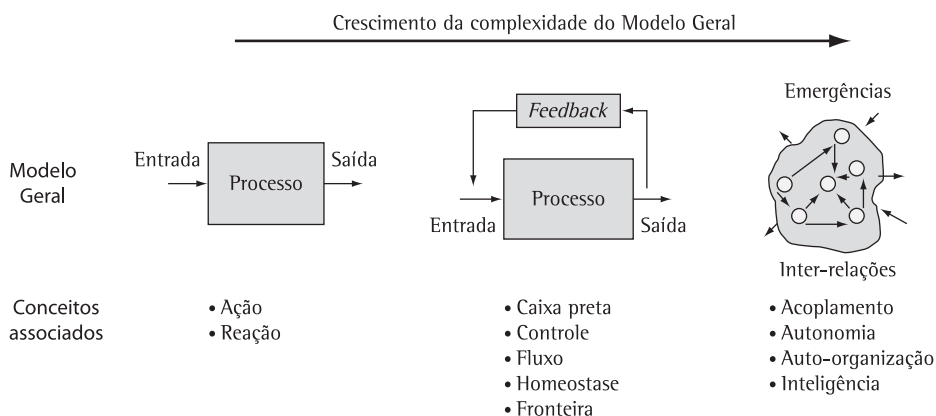 Crescimento da complexidade do Modelo Geral
Modelo
Geral
Entrada
Processo
Saída
Feedback
Entrada
Processo
Saída
Emergências
Inter-relações
Conceitos
associados
• Ação
• Reação
• Caixa preta
• Controle
• Fluxo
• Homeostase
• Fronteira
• Acoplamento
• Autonomia
• Auto-organização
• Inteligência